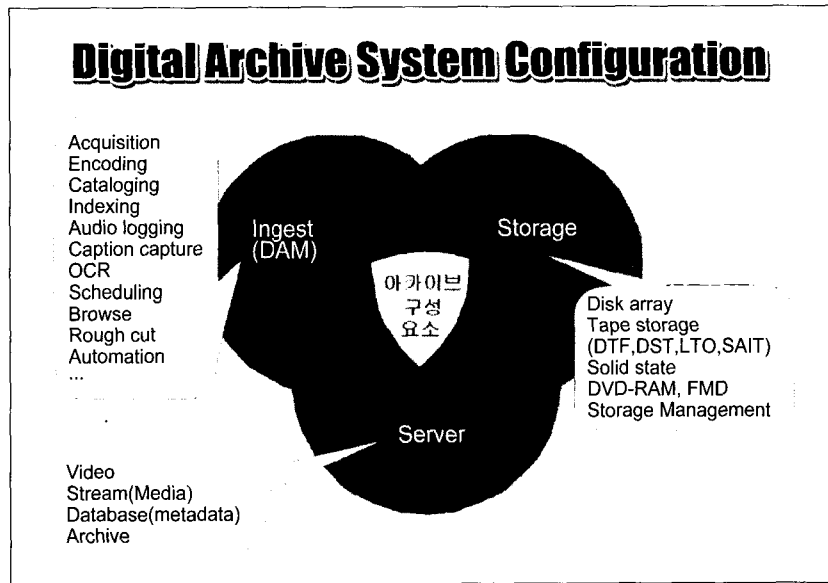 Digital Archive System Configuration
Acquisition
Encoding
Cataloging
Indexing
Audio logging
Caption capture
OCR
Scheduling
Browse
Rough cut
Automation
...
Ingest
(DAM)
Storage
아카이브
구성
요소
Disk array
Tape storage
(DTF,DST,LTO,SAIT)
Solid state
DVD-RAM, FMD
Storage Management
Server
Video
Stream(Media)
Database(metadata)
Archive